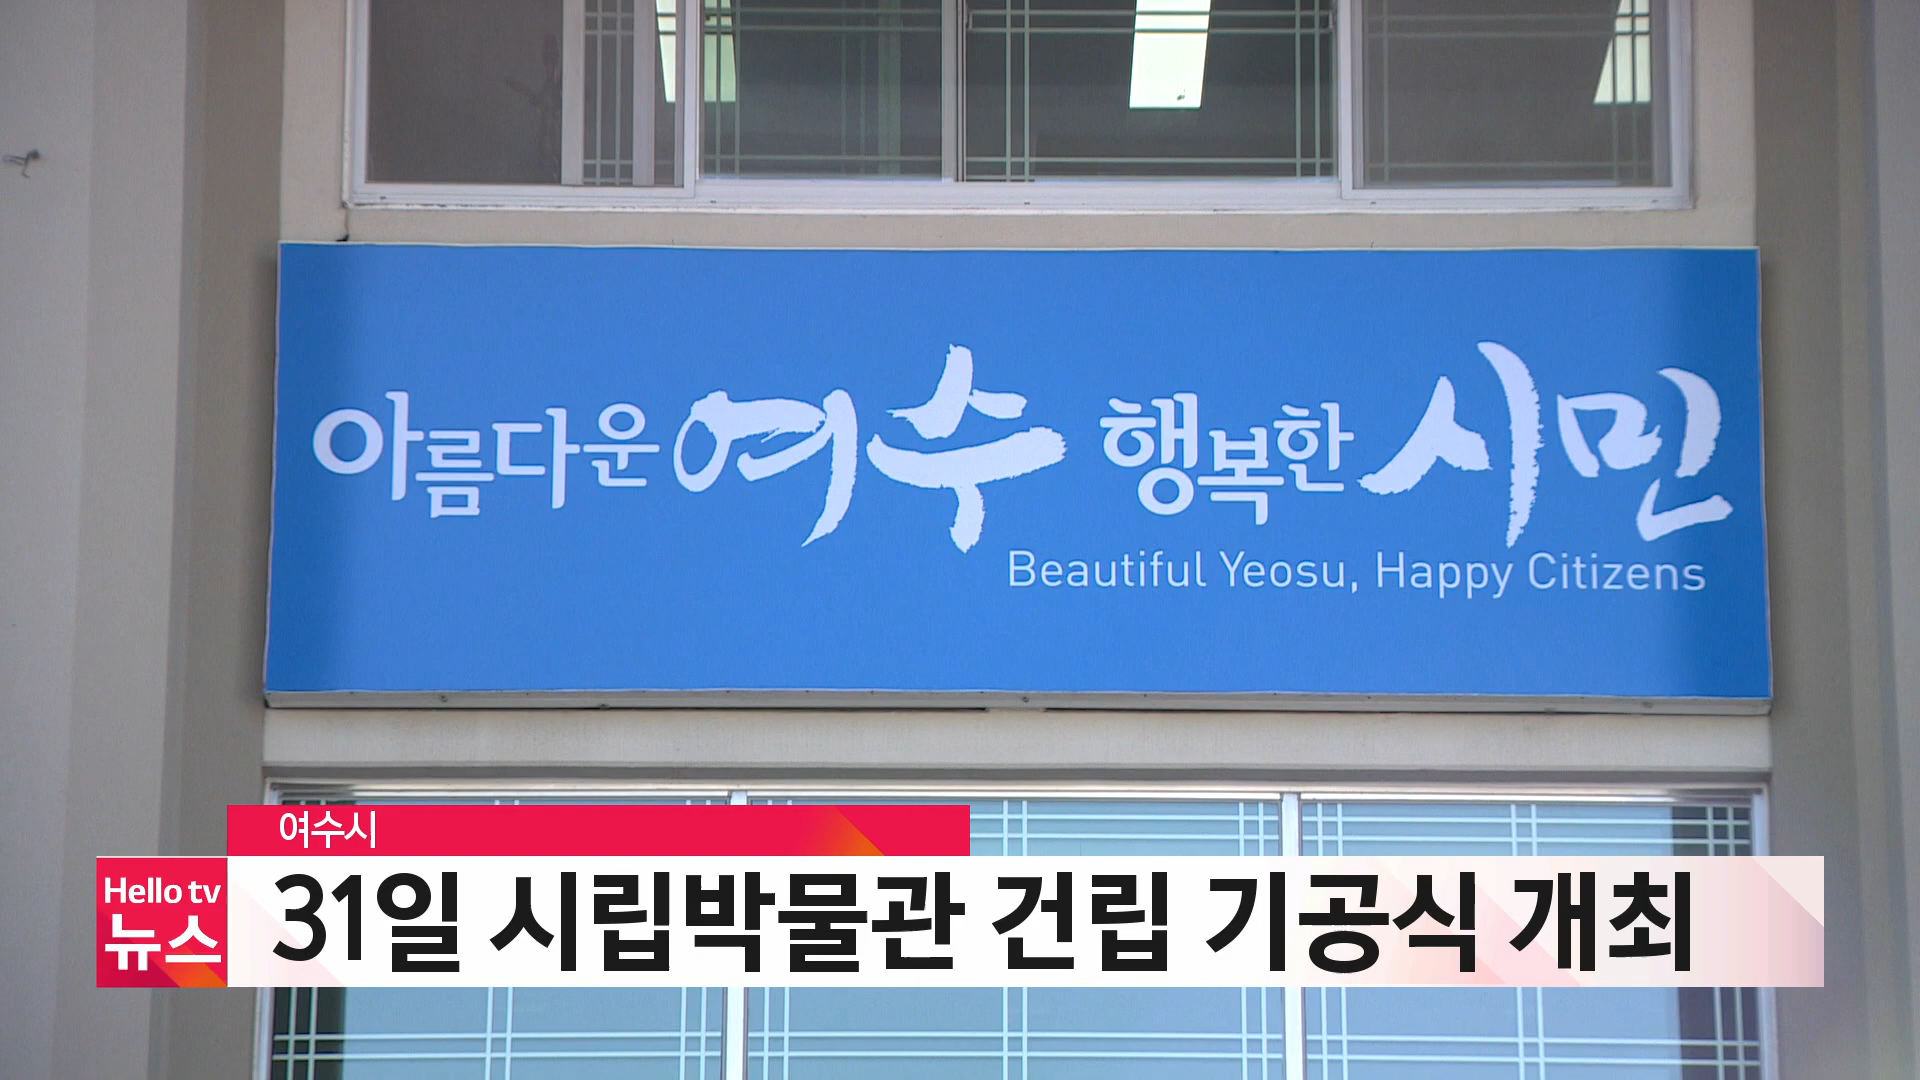 아름다운 여수 행복한 시민
Beautiful Yeosu, Happy Citizens
여수시
Hello tv
뉴스
31일 시립박물관 건립 기공식 개최